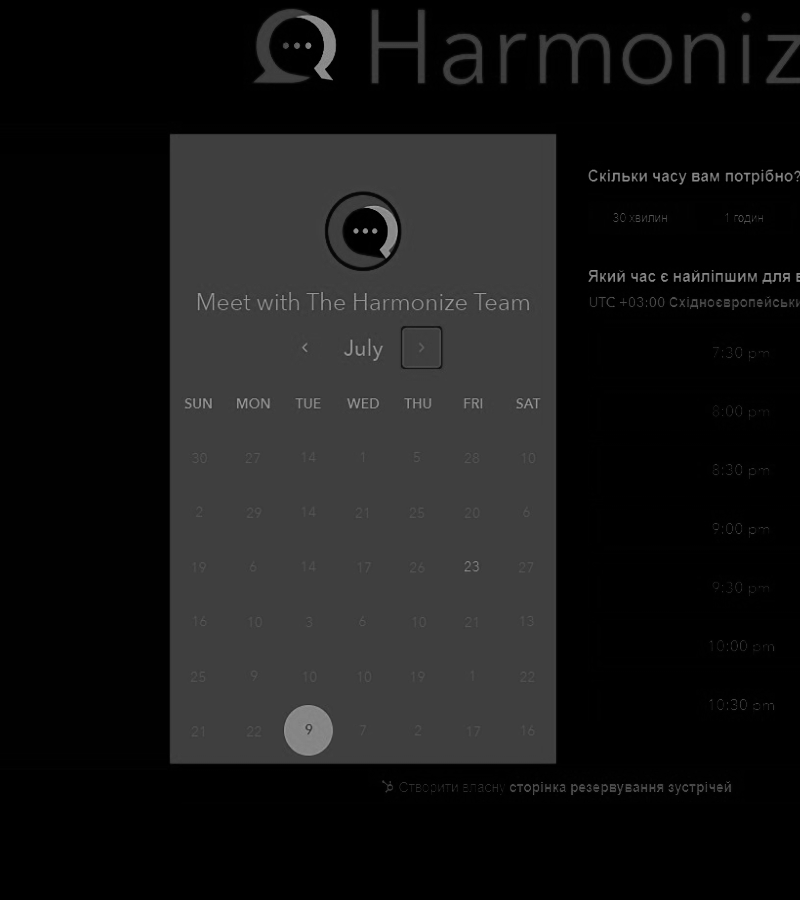 Harmoniz
Meet with The Harmonize Team
July
SUN MON TUE WED THU FRI SAT
30 27 14 1 5 28 10
2 29 14 21 25 20 6
19 6 14 17 26 23 27
16 10 3 6 10 21 13
25 9 10 10 19 1 22
21 22 9 7 2 17 16
Скільки часу вам потрібно?
30 хвилин 1 годин
Який час є найліпшим для в
UTC +03:00 Східноєвропейськи
7:30 pm
8:00 pm
8:30 pm
9:00 pm
9:30 pm
10:00 pm
10:30 pm
Створити власну сторінка резервування зустрічей